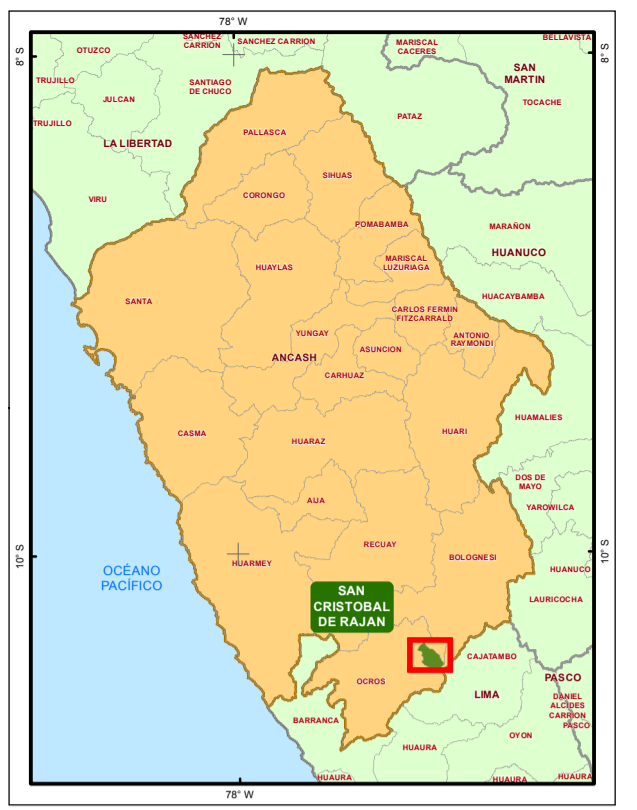 78° W
8° S
8° S
SANCHEZ
CARRION
SANCHEZ CARRION
MARISCAL
CACERES
BELLAVISTA
OTUZCO
SAN
MARTIN
TRUJILLO
SANTIAGO
DE CHUCO
JULCAN
TOCACHE
PATAZ
TRUJILLO
PALLASCA
LA LIBERTAD
SIHUAS
CORONGO
VIRU
POMABAMBA
MARAÑON
HUANUCO
MARISCAL
LUZURIAGA
HUAYLAS
SANTA
HUACAYBAMBA
CARLOS FERMIN
FITZCARRALD
YUNGAY
ANTONIO
RAYMONDI
ASUNCION
ANCASH
CARHUAZ
HUAMALIES
CASMA
HUARI
HUARAZ
DOS DE
MAYO
AIJA
YAROWILCA
RECUAY
10° S
10° S
HUARMEY
BOLOGNESI
HUANUCO
OCÉANO
PACÍFICO
SAN
CRISTOBAL
DE RAJAN
LAURICOCHA
CAJATAMBO
OCROS
PASCO
LIMA
DANIEL
ALCIDES
CARRION
PASCO
BARRANCA
OYON
HUAURA
HUAURA
HUAURA
HUAURA
78° W